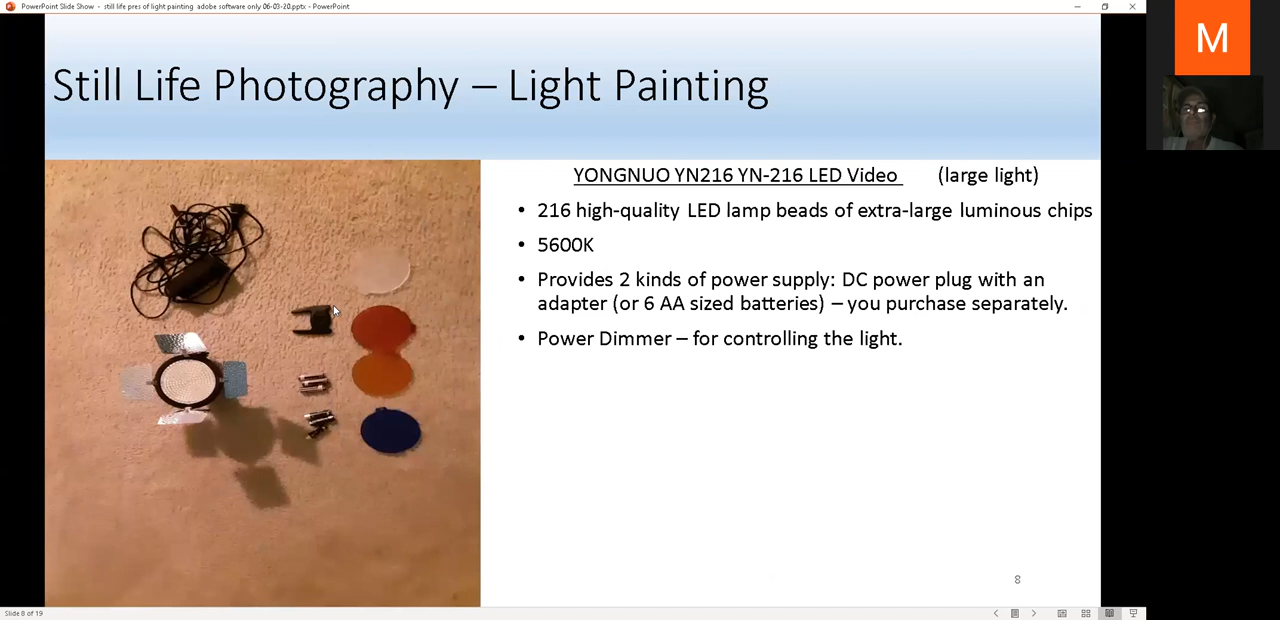 PowerPoint Slide Show - still life pres of light painting adobe software only 06-03-20.pptx - PowerPoint
M
Still Life Photography – Light Painting
YONGNUO YN216 YN-216 LED Video (large light)
• 216 high-quality LED lamp beads of extra-large luminous chips
• 5600K
• Provides 2 kinds of power supply: DC power plug with an
adapter (or 6 AA sized batteries) – you purchase separately.
• Power Dimmer – for controlling the light.
8
Slide 8 of 19